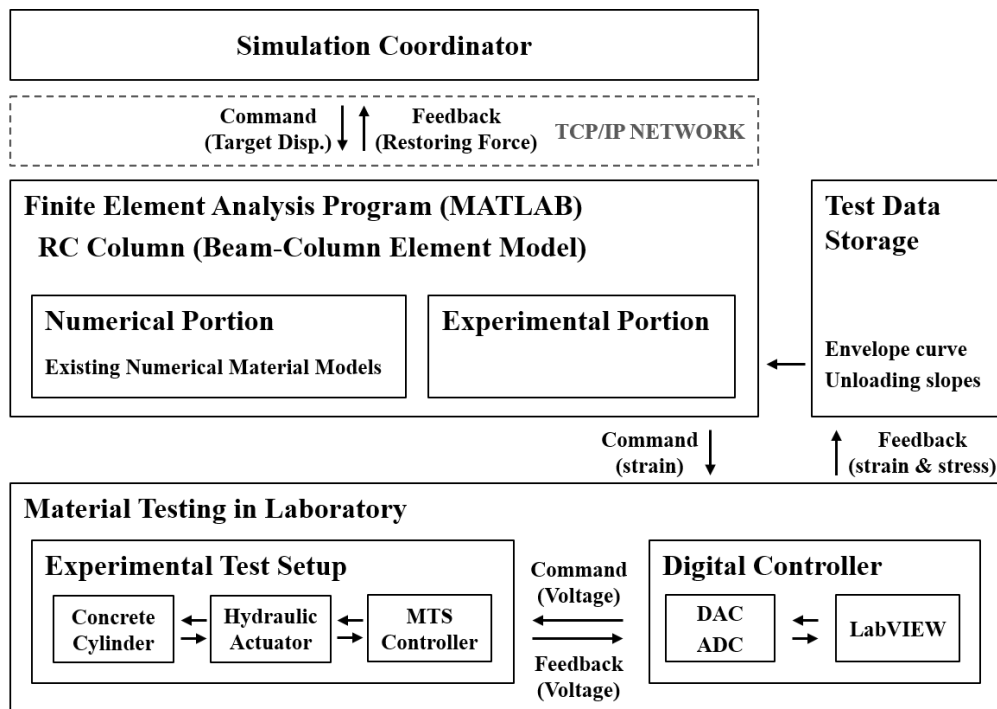 Simulation Coordinator
Command
(Target Disp.)
Feedback
(Restoring Force)
TCP/IP NETWORK
Finite Element Analysis Program (MATLAB)
RC Column (Beam-Column Element Model)
Numerical Portion
Existing Numerical Material Models
Experimental Portion
Test Data
Storage
Envelope curve
Unloading slopes
Command
(strain)
Feedback
(strain & stress)
Material Testing in Laboratory
Experimental Test Setup
Concrete
Cylinder
Hydraulic
Actuator
MTS
Controller
Command
(Voltage)
Feedback
(Voltage)
Digital Controller
DAC
ADC
LabVIEW